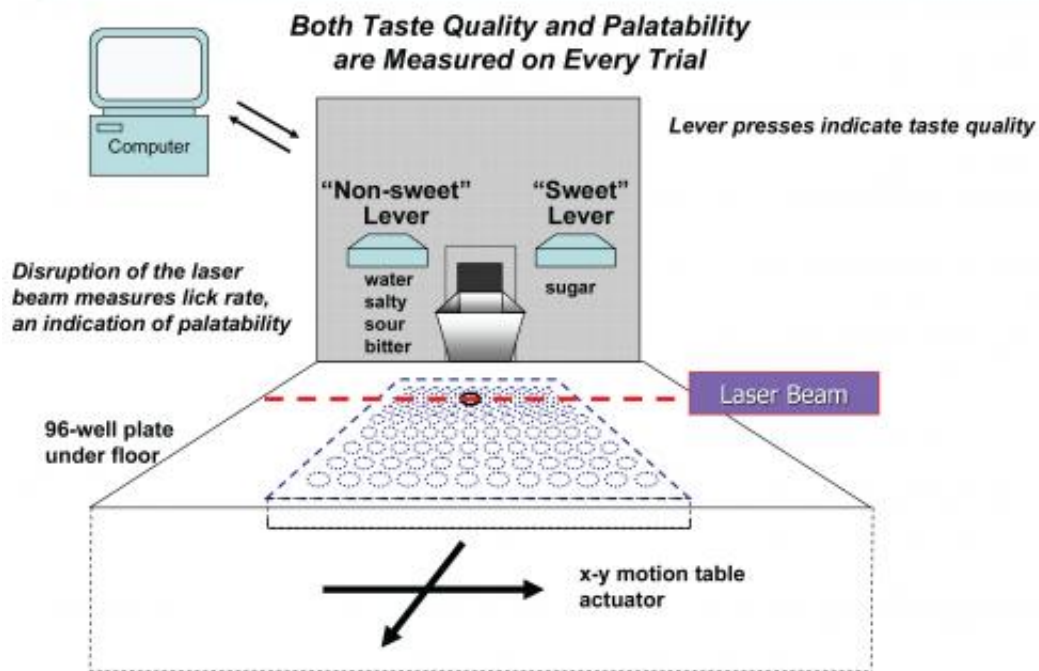 Both Taste Quality and Palatability
are Measured on Every Trial
Computer
Lever presses indicate taste quality
“Non-sweet”
Lever
“Sweet”
Lever
water
salty
sour
bitter
sugar
Disruption of the laser
beam measures lick rate,
an indication of palatability
Laser Beam
96-well plate
under floor
x-y motion table
actuator